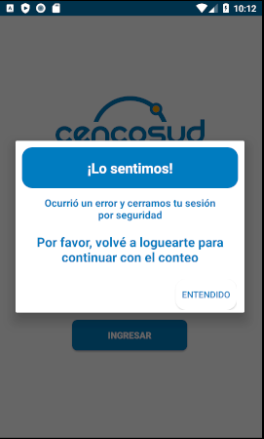 10:12
cencosud
¡Lo sentimos!
Ocurrió un error y cerramos tu sesión
por seguridad
Por favor, volvé a loguearte para
continuar con el conteo
ENTENDIDO
INGRESAR